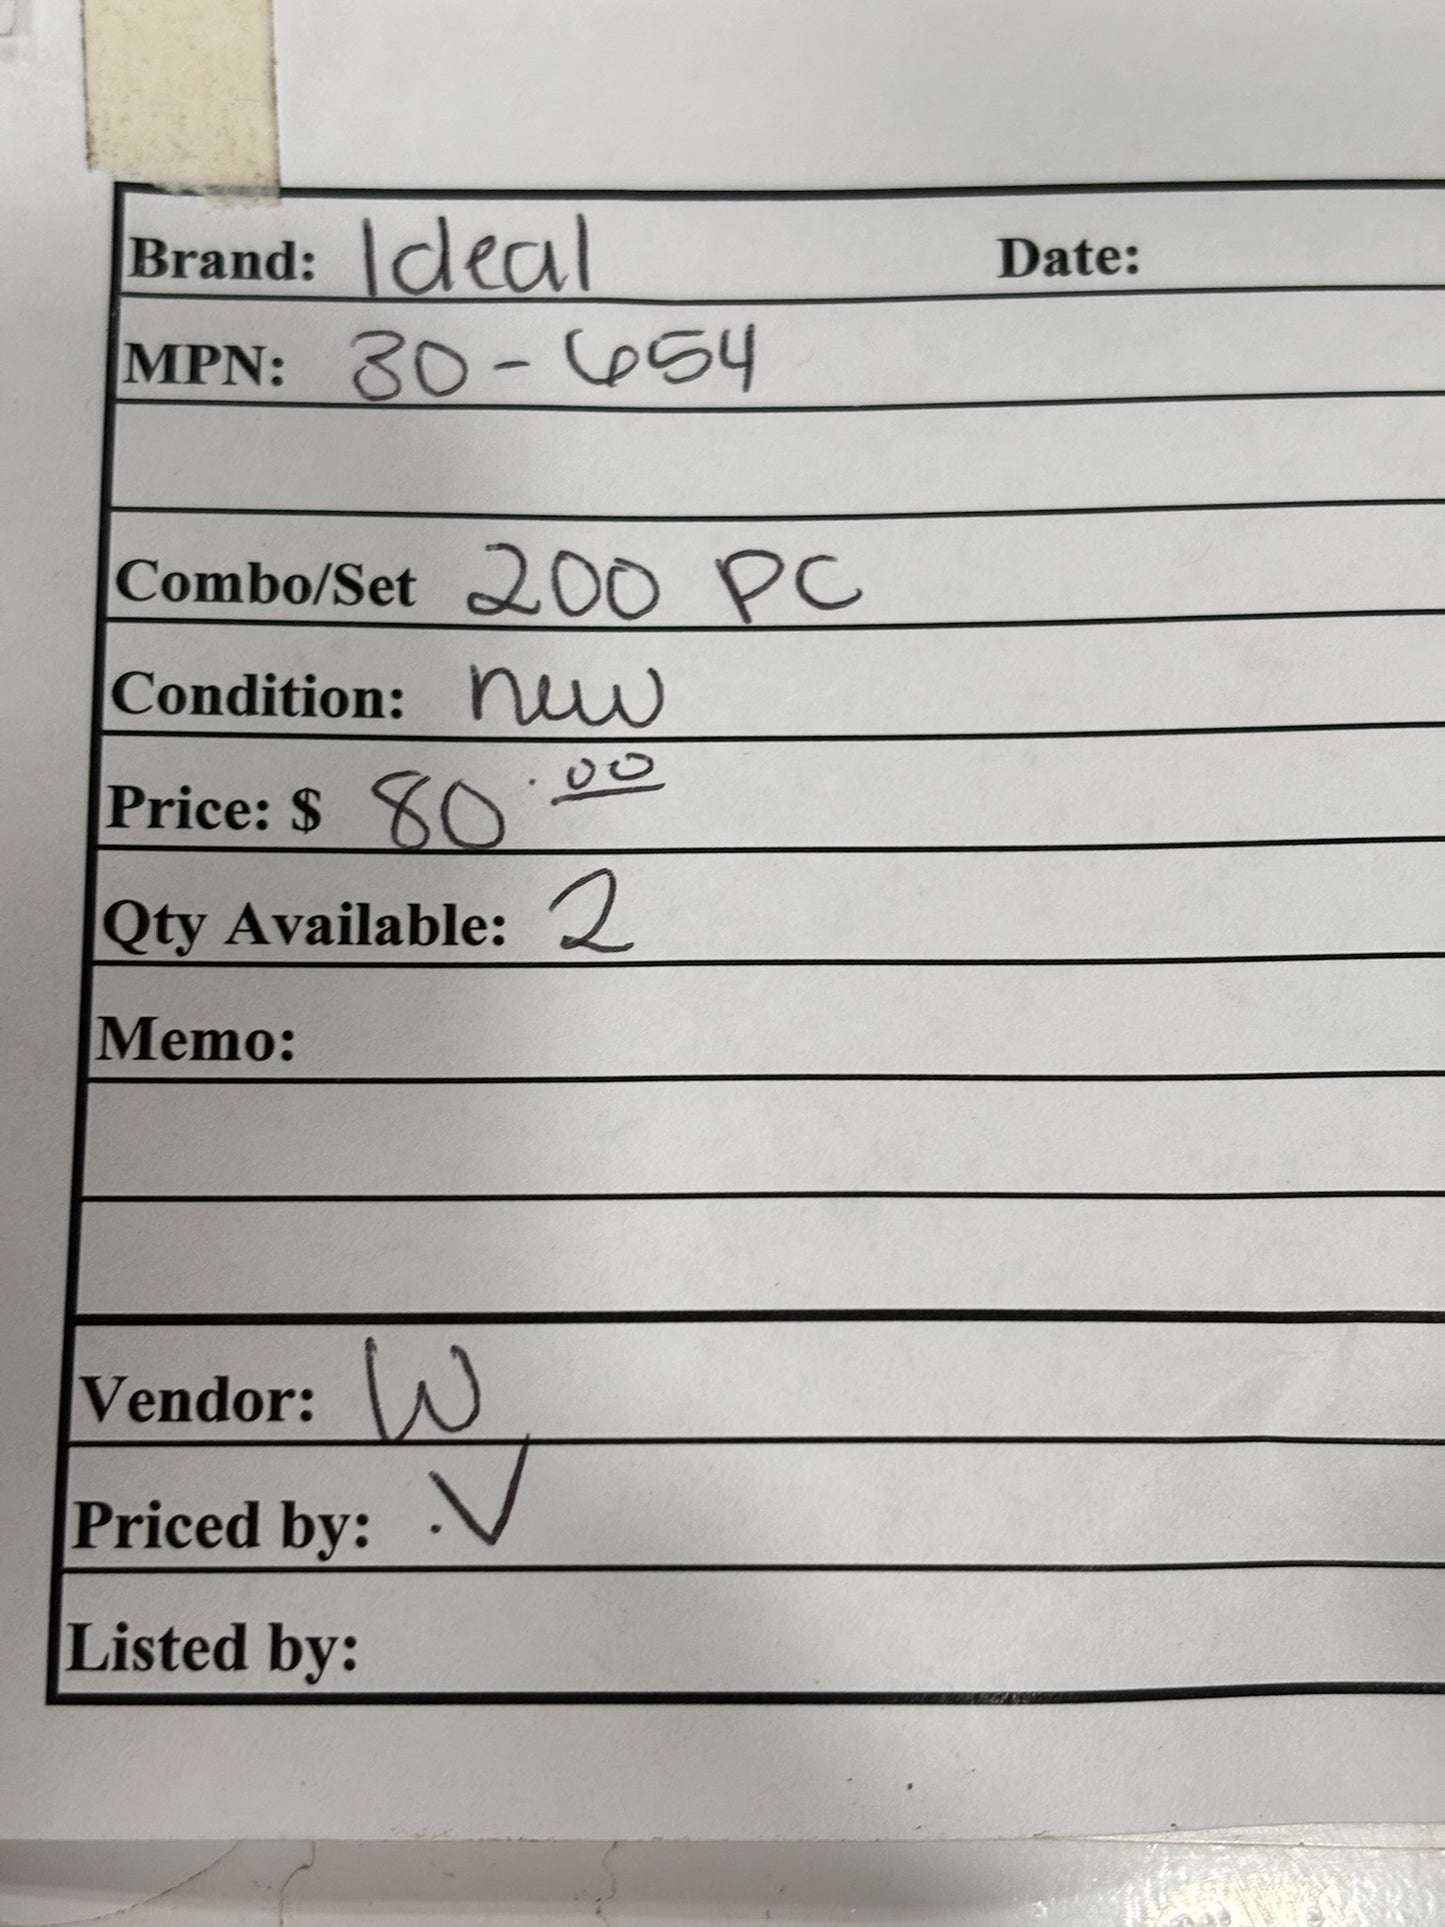 Brand: Ideal Date:
MPN: 30-654
Combo/Set 200 PC
Condition: new
Price: $ 80.00
Qty Available: 2
Memo:
Vendor: W
Priced by: .V
Listed by: